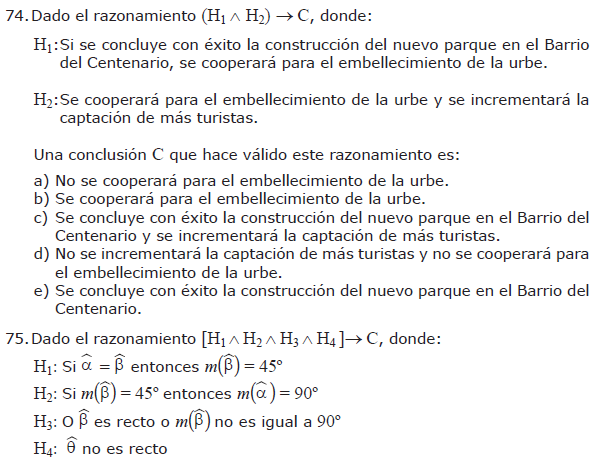 74. Dado el razonamiento (H₁ ∧ H₂) → C, donde:
H₁: Si se concluye con éxito la construcción del nuevo parque en el Barrio
del Centenario, se cooperará para el embellecimiento de la urbe.
H₂: Se cooperará para el embellecimiento de la urbe y se incrementará la
captación de más turistas.
Una conclusión C que hace válido este razonamiento es:
a) No se cooperará para el embellecimiento de la urbe.
b) Se cooperará para el embellecimiento de la urbe.
c) Se concluye con éxito la construcción del nuevo parque en el Barrio del
Centenario y se incrementará la captación de más turistas.
d) No se incrementará la captación de más turistas y no se cooperará para
el embellecimiento de la urbe.
e) Se concluye con éxito la construcción del nuevo parque en el Barrio del
Centenario.
75. Dado el razonamiento [H₁ ∧ H₂ ∧ H₃ ∧ H₄] → C, donde:
H₁: Si α̂ = β̂ entonces m(β̂) = 45º
H₂: Si m(β̂) = 45º entonces m(α̂) = 90º
H₃: O β̂ es recto o m(β̂) no es igual a 90º
H₄: θ̂ no es recto